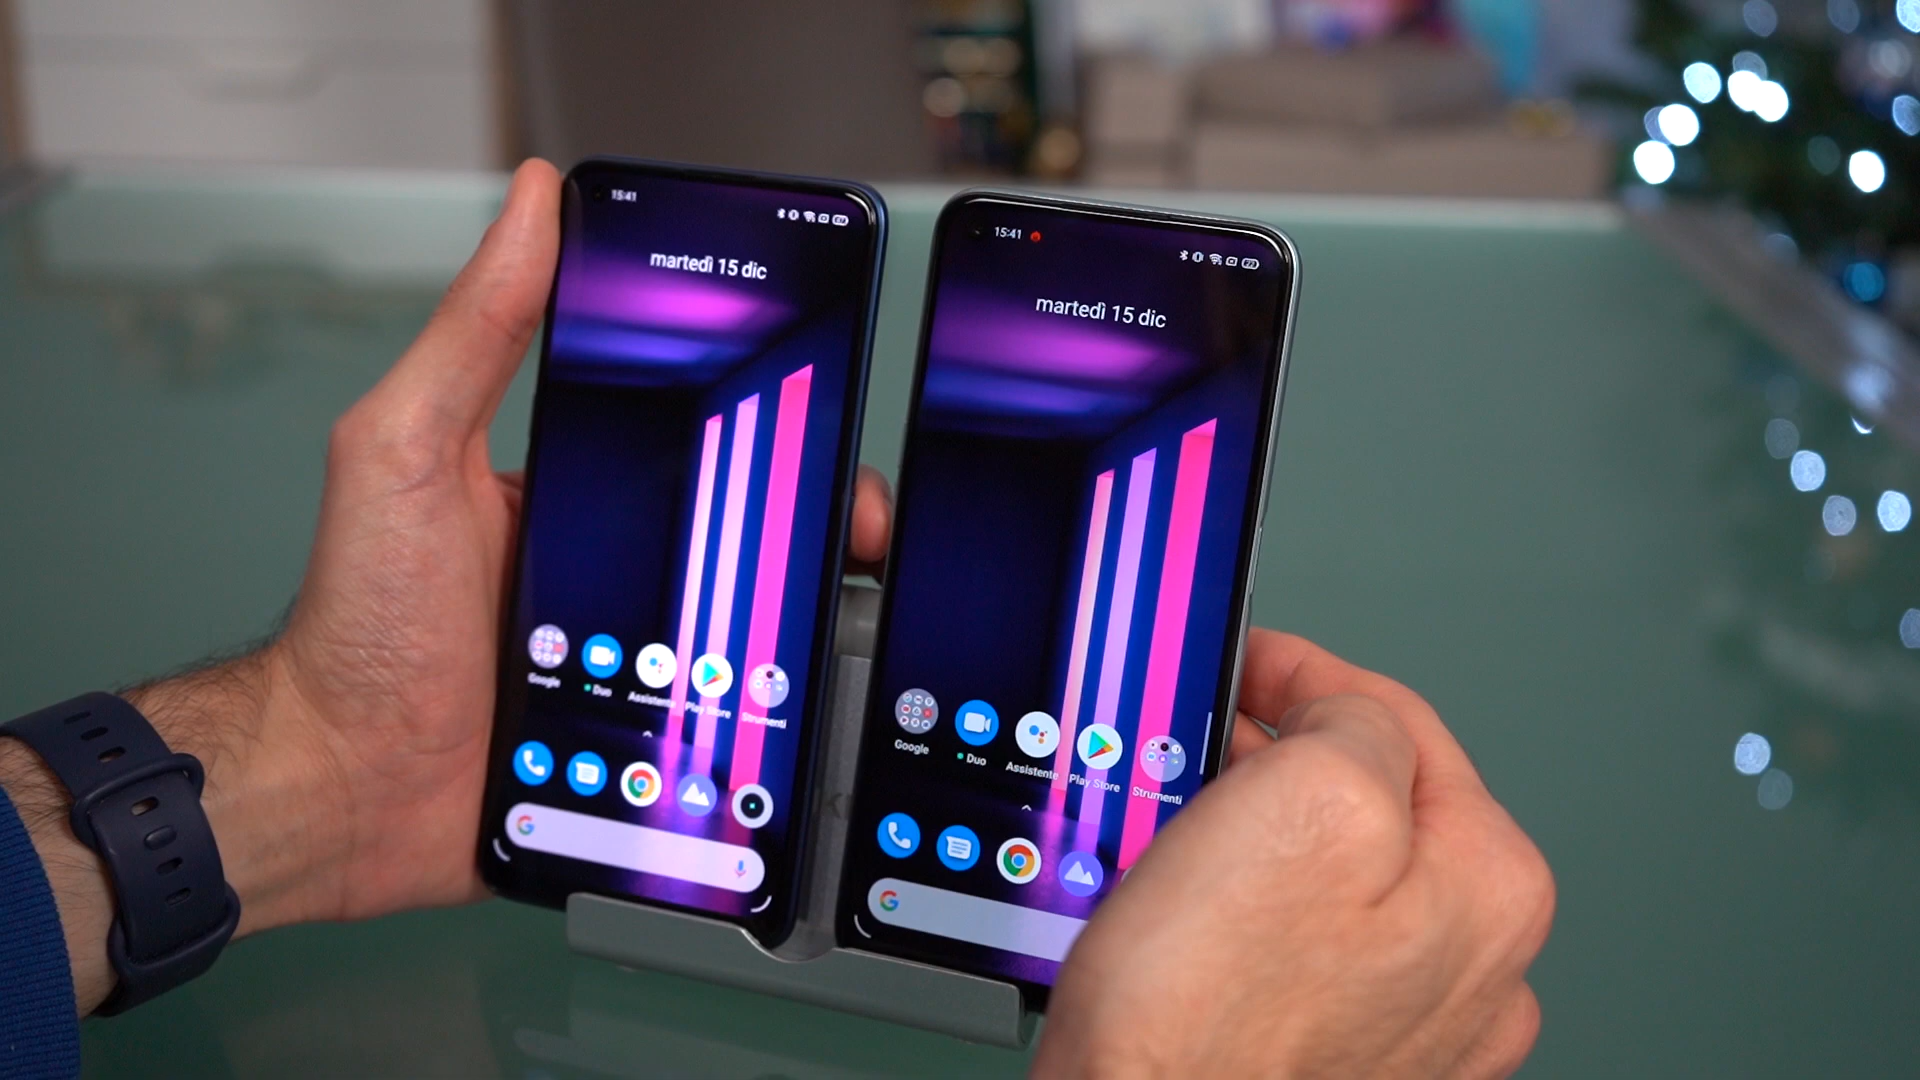 15:41
martedì 15 dic
Google
Duo
Assistente
Play Store
Strumenti
G
15:41
martedì 15 dic
Google
Duo
Assistente
Play Store
Strumenti
G